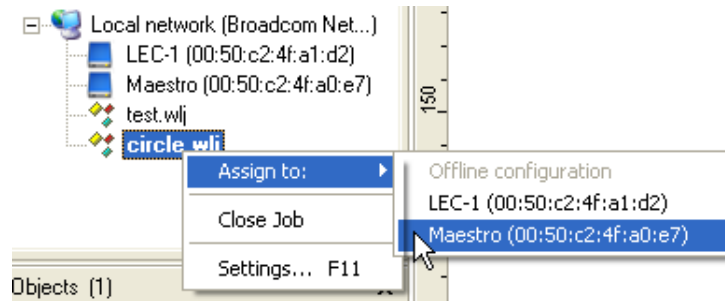 Local network (Broadcom Net...)
LEC-1 (00:50:c2:4f:a1:d2)
Maestro (00:50:c2:4f:a0:e7)
test.wlj
circle.wlj
Assign to:
Offline configuration
LEC-1 (00:50:c2:4f:a1:d2)
Maestro (00:50:c2:4f:a0:e7)
Close Job
Settings... F11
Objects (1)
150